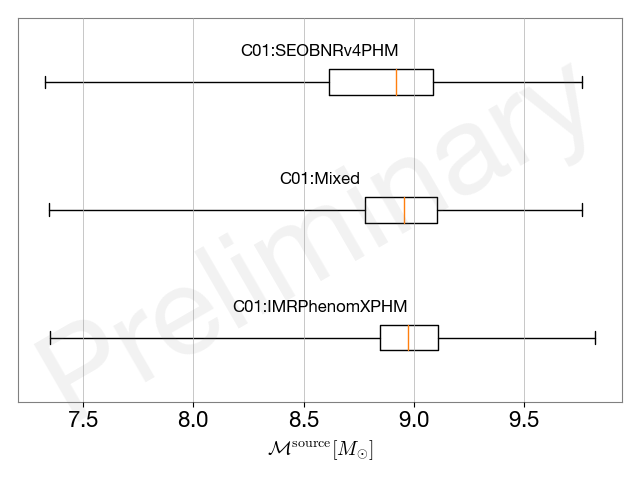 C01:SEOBNRv4PHM
C01:Mixed
C01:IMRPhenomXPHM
Preliminary
7.5 8.0 8.5 9.0 9.5
ℳ^source[M_⊙]